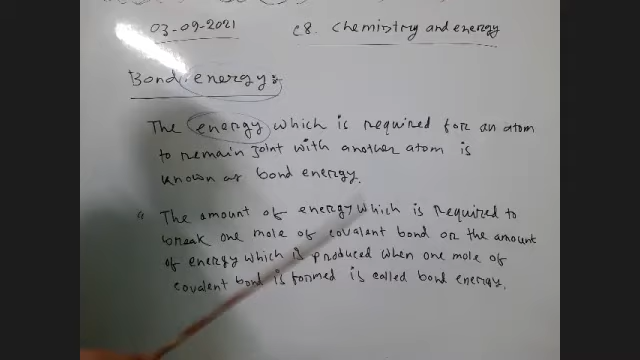 03-09-2021
C8. Chemistry and energy
Bond energy:
The energy which is required for an atom
to remain joint with another atom is
known as bond energy.
" The amount of energy which is required to
break one mole of covalent bond or the amount
of energy which is produced when one mole of
covalent bond is formed is called bond energy.